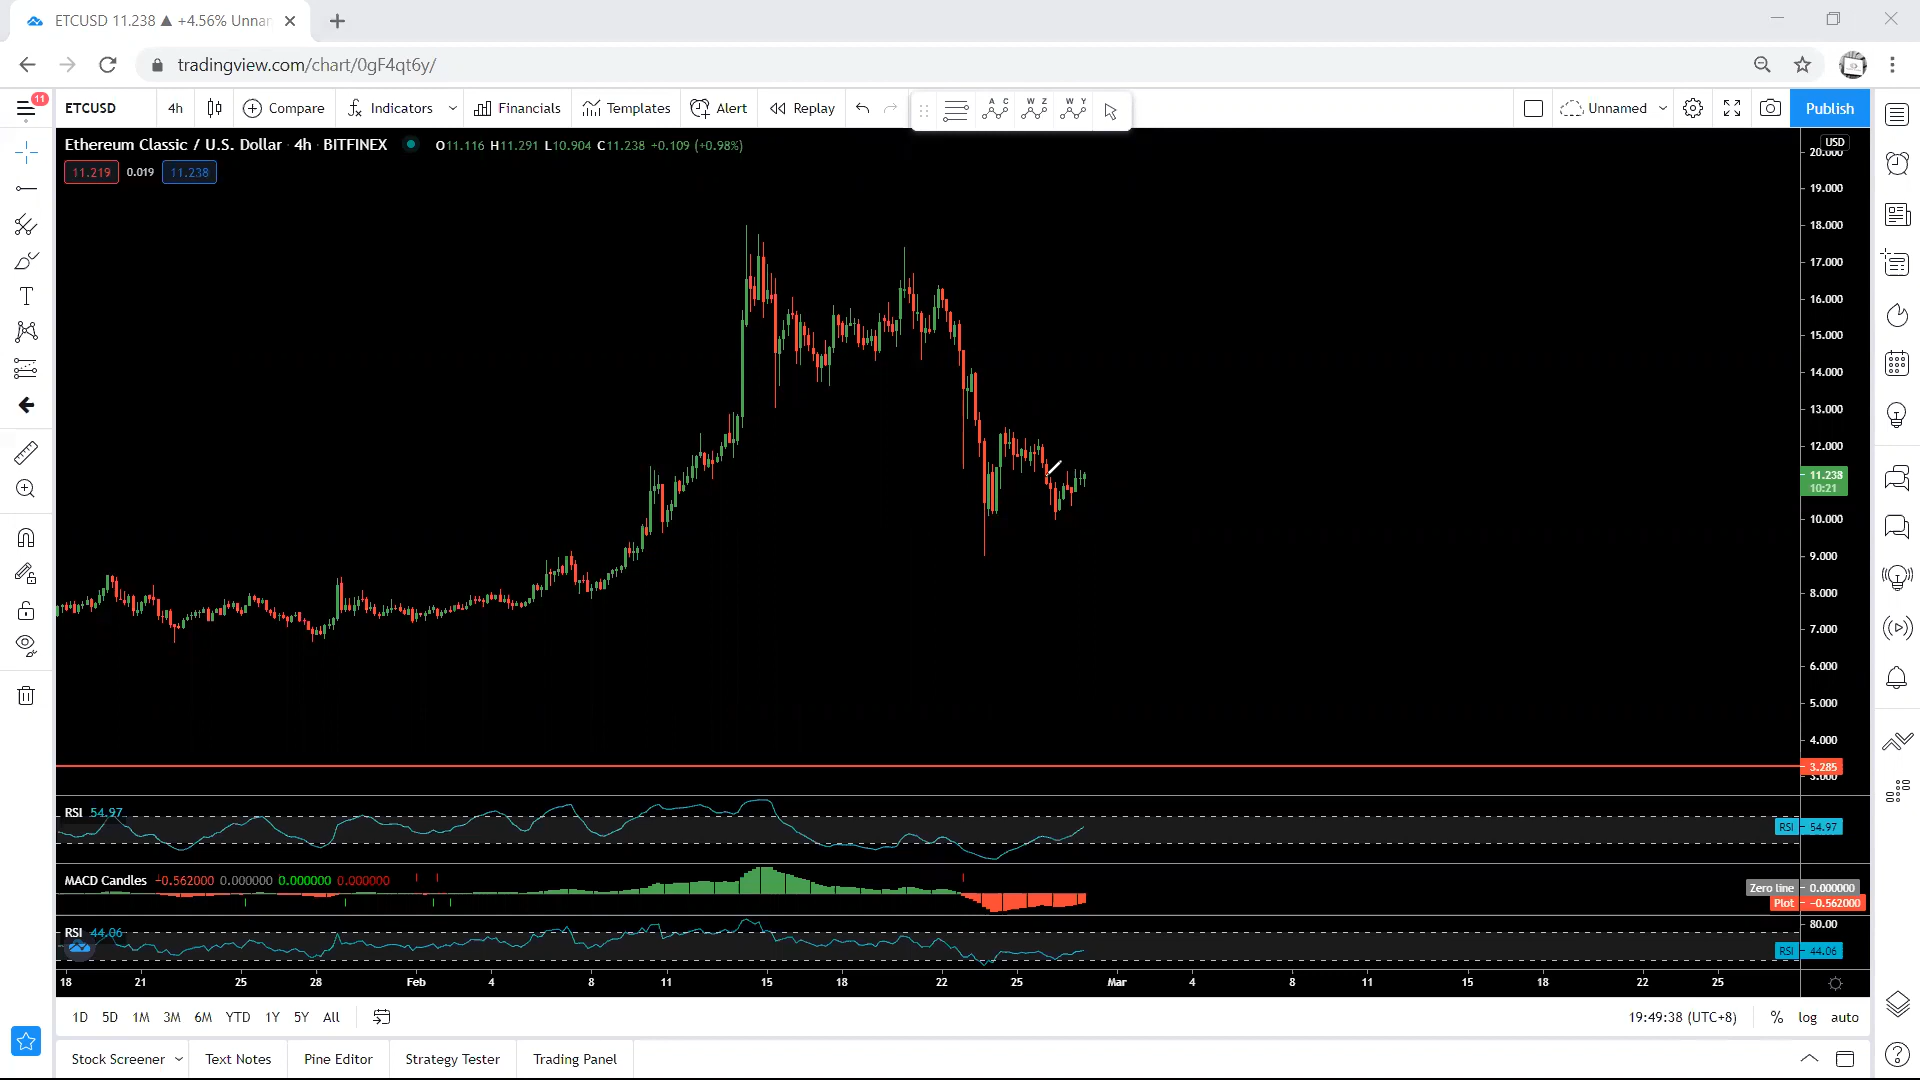 ETCUSD 11.238 ▲ +4.56% Unnan
tradingview.com/chart/0gF4qt6y/
11
ETCUSD 4h Compare Indicators Financials Templates Alert Replay A C W Z W Y Unnamed Publish
Ethereum Classic / U.S. Dollar · 4h · BITFINEX O11.116 H11.291 L10.904 C11.238 +0.109 (+0.98%)
11.219 0.019 11.238
USD
20.000
19.000
18.000
17.000
16.000
15.000
14.000
13.000
12.000
11.238
10:21
10.000
9.000
8.000
7.000
6.000
5.000
4.000
3.285
3.000
RSI 54.97
RSI 54.97
MACD Candles −0.562000 0.000000 0.000000 0.000000
Zero line 0.000000
Plot −0.562000
80.00
RSI 44.06
RSI 44.06
18 21 25 28 Feb 4 8 11 15 18 22 25 Mar 4 8 11 15 18 22 25
1D 5D 1M 3M 6M YTD 1Y 5Y All 19:49:38 (UTC+8) % log auto
Stock Screener Text Notes Pine Editor Strategy Tester Trading Panel